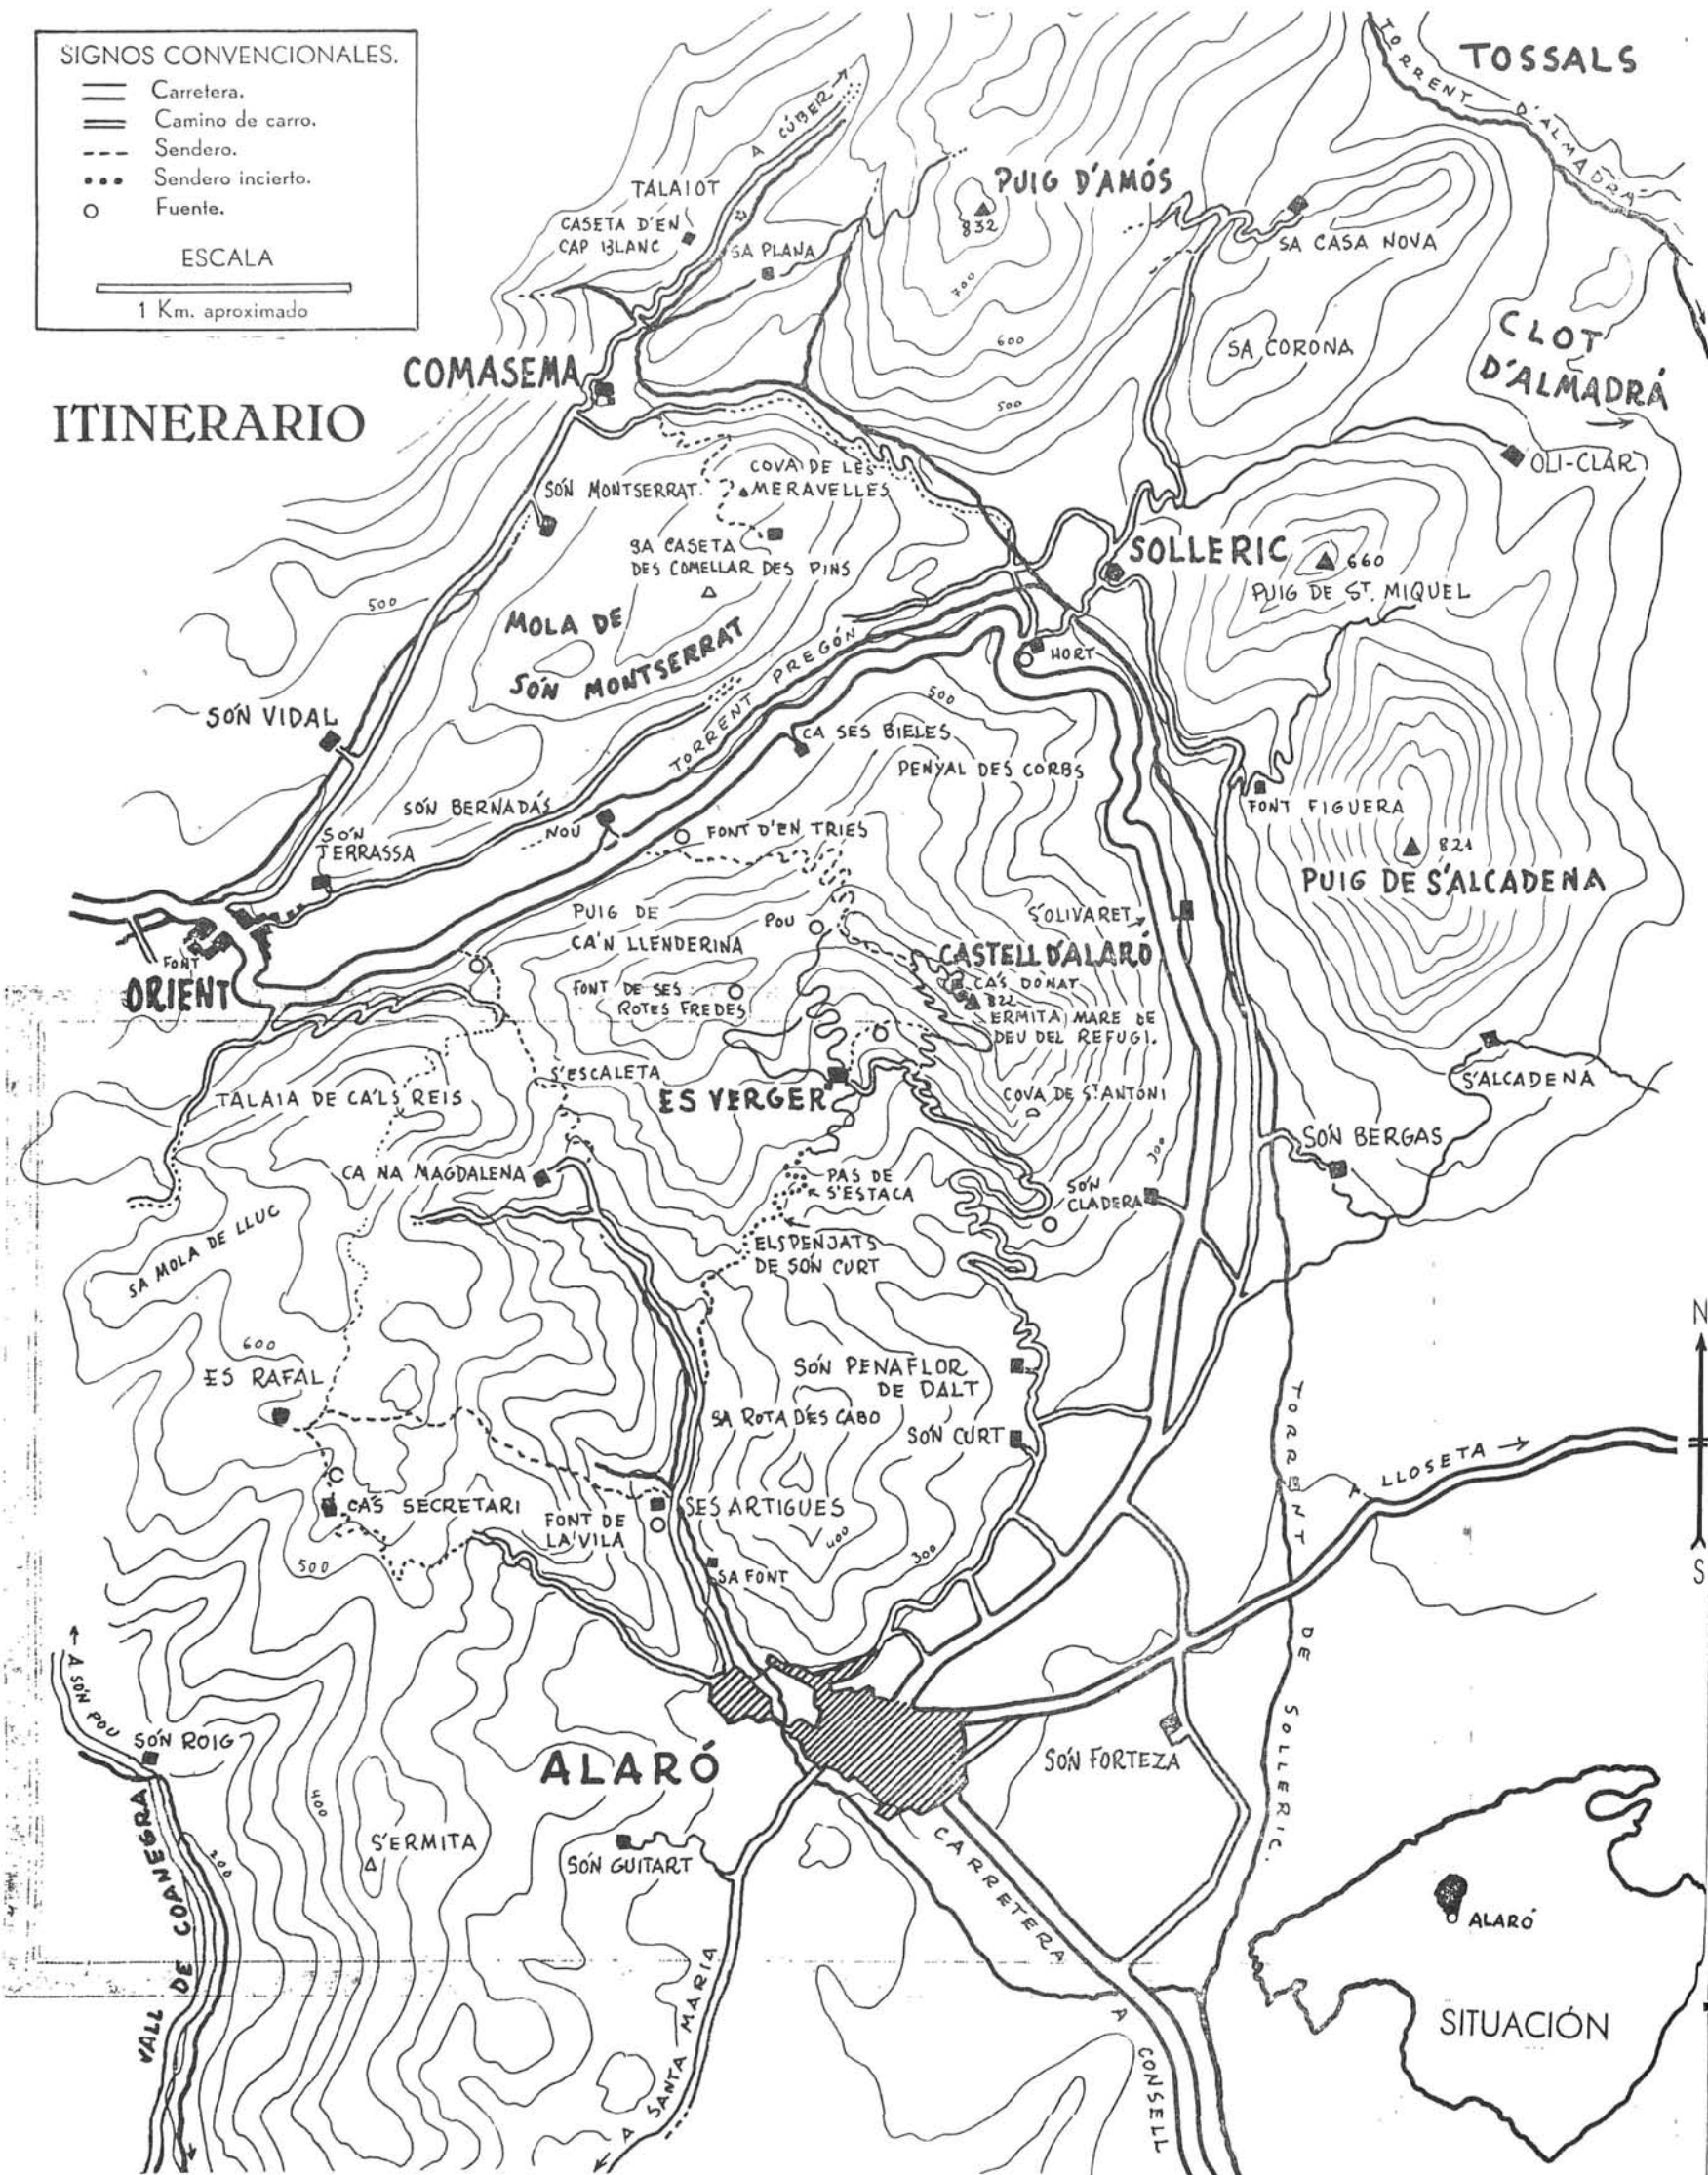 SIGNOS CONVENCIONALES.
Carretera.
Camino de carro.
Sendero.
Sendero incierto.
Fuente.
ESCALA
1 Km. aproximado
ITINERARIO
TOSSALS
TORRENT D'ALMADRÁ
A CÚBER
TALAIOT
CASETA D'EN
CAP BLANC
SA PLANA
PUIG D'AMÓS
832
700
600
500
SA CASA NOVA
SA CORONA
CLOT
D'ALMADRÁ
OLI-CLAR
COMASEMA
SÓN MONTSERRAT.
COVA DE LES
MERAVELLES
SA CASETA
DES COMELLAR DES PINS
500
MOLA DE
SÓN MONTSERRAT
SOLLERIC
660
PUIG DE ST. MIQUEL
HORT
TORRENT PREGÓN
500
SÓN VIDAL
CA SES BIELES
PENYAL DES CORBS
SÓN BERNADÁS
NOU
FONT D'EN TRIES
FONT FIGUERA
821
PUIG DE S'ALCADENA
SÓN
TERRASSA
FONT
ORIENT
PUIG DE
CA'N LLENDERINA
POU
S'OLIVARET
CASTELL D'ALARÓ
CA'S DONAT
822
ERMITA MARE DE
DEU DEL REFUGI.
FONT DE SES
ROTES FREDES
S'ESCALETA
ES VERGER
COVA DE ST. ANTONI
S'ALCADENA
TALAIA DE CA'LS REIS
CA NA MAGDALENA
PAS DE
S'ESTACA
SÓN
CLADERA
300
SÓN BERGAS
SA MOLA DE LLUC
ELS PENJATS
DE SÓN CURT
600
ES RAFAL
SÓN PENAFLOR
DE DALT
SA ROTA DES CABO
SÓN CURT
CA'S SECRETARI
FONT DE
LA VILA
SES ARTIGUES
400
300
SA FONT
500
A LLOSETA
TORRENT DE SOLLERIC.
N
S
A SÓN POU
SÓN ROIG
ALARÓ
SÓN FORTEZA
400
200
S'ERMITA
SÓN GUITART
VALL DE COANEGRA
CARRETERA A CONSELL
A SANTA MARIA
ALARÓ
SITUACIÓN